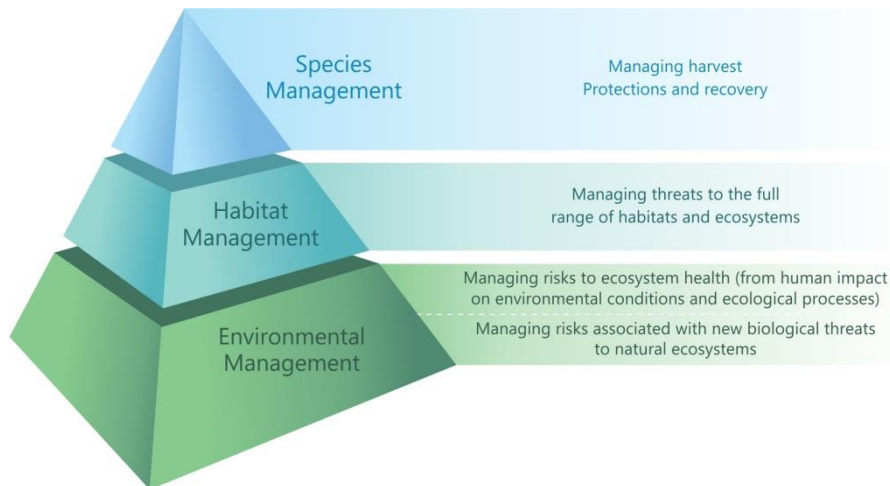 Species
Management
Managing harvest
Protections and recovery
Habitat
Management
Managing threats to the full
range of habitats and ecosystems
Environmental
Management
Managing risks to ecosystem health (from human impact
on environmental conditions and ecological processes)
Managing risks associated with new biological threats
to natural ecosystems